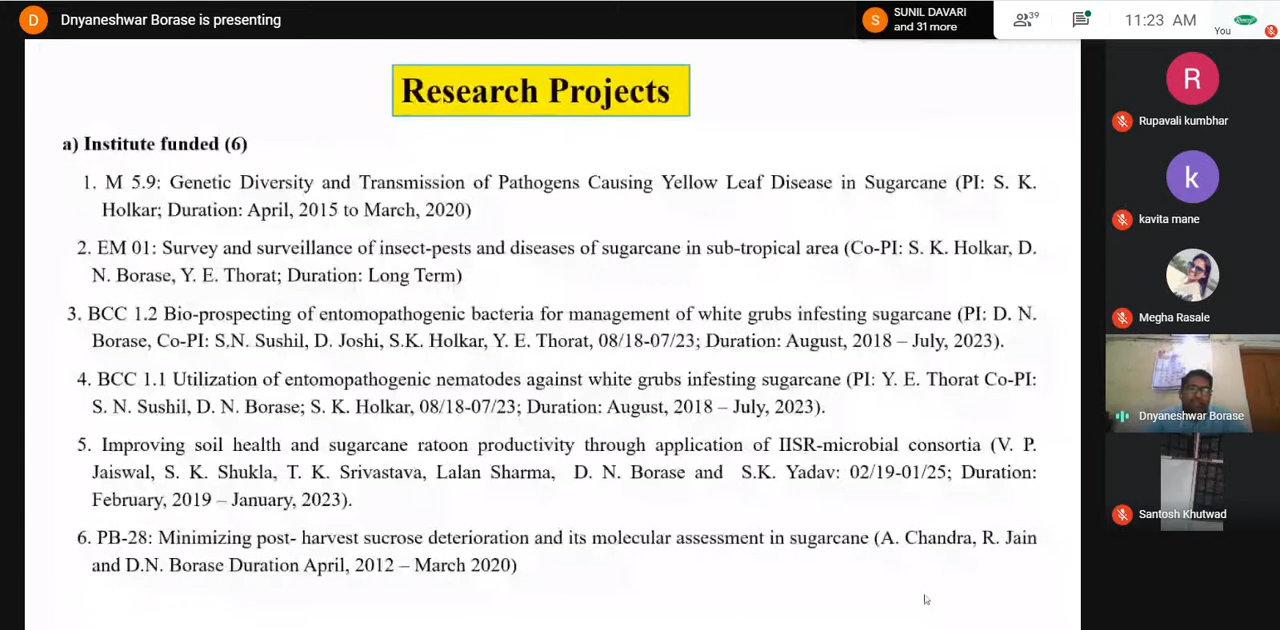 D
Dnyaneshwar Borase is presenting
S
SUNIL DAVARI
and 31 more
39
11:23 AM
You
Research Projects
a) Institute funded (6)
1. M 5.9: Genetic Diversity and Transmission of Pathogens Causing Yellow Leaf Disease in Sugarcane (PI: S. K.
Holkar; Duration: April, 2015 to March, 2020)
2. EM 01: Survey and surveillance of insect-pests and diseases of sugarcane in sub-tropical area (Co-PI: S. K. Holkar, D.
N. Borase, Y. E. Thorat; Duration: Long Term)
3. BCC 1.2 Bio-prospecting of entomopathogenic bacteria for management of white grubs infesting sugarcane (PI: D. N.
Borase, Co-PI: S.N. Sushil, D. Joshi, S.K. Holkar, Y. E. Thorat, 08/18-07/23; Duration: August, 2018 – July, 2023).
4. BCC 1.1 Utilization of entomopathogenic nematodes against white grubs infesting sugarcane (PI: Y. E. Thorat Co-PI:
S. N. Sushil, D. N. Borase; S. K. Holkar, 08/18-07/23; Duration: August, 2018 – July, 2023).
5. Improving soil health and sugarcane ratoon productivity through application of IISR-microbial consortia (V. P.
Jaiswal, S. K. Shukla, T. K. Srivastava, Lalan Sharma, D. N. Borase and S.K. Yadav: 02/19-01/25; Duration:
February, 2019 – January, 2023).
6. PB-28: Minimizing post- harvest sucrose deterioration and its molecular assessment in sugarcane (A. Chandra, R. Jain
and D.N. Borase Duration April, 2012 – March 2020)
R
Rupavali kumbhar
k
kavita mane
Megha Rasale
Dnyaneshwar Borase
Santosh Khutwad